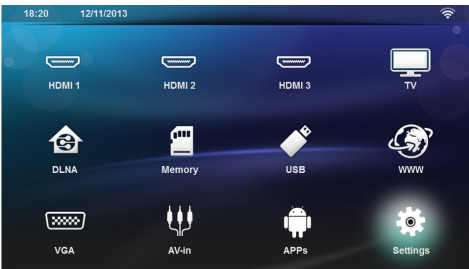 18:20 12/11/2013
HDMI 1 HDMI 2 HDMI 3 TV
DLNA Memory USB WWW
VGA AV-in APPs Settings